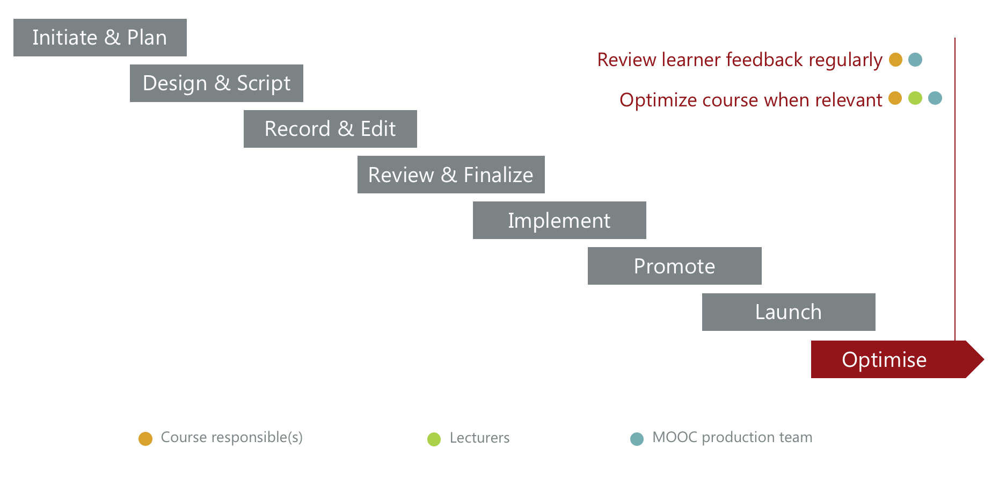 Initiate & Plan
Design & Script
Record & Edit
Review & Finalize
Implement
Promote
Launch
Optimise
Review learner feedback regularly
Optimize course when relevant
Course responsible(s)
Lecturers
MOOC production team